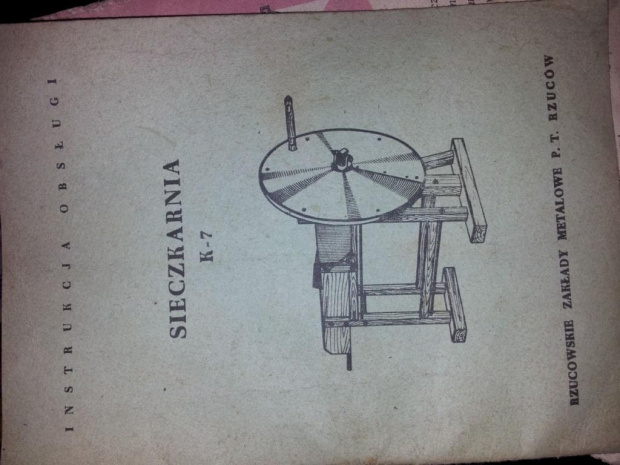 INSTRUKCJA OBSŁUGI
SIECZKARNIA
K-7
RZUCOWSKIE ZAKŁADY METALOWE P. T. RZUCÓW